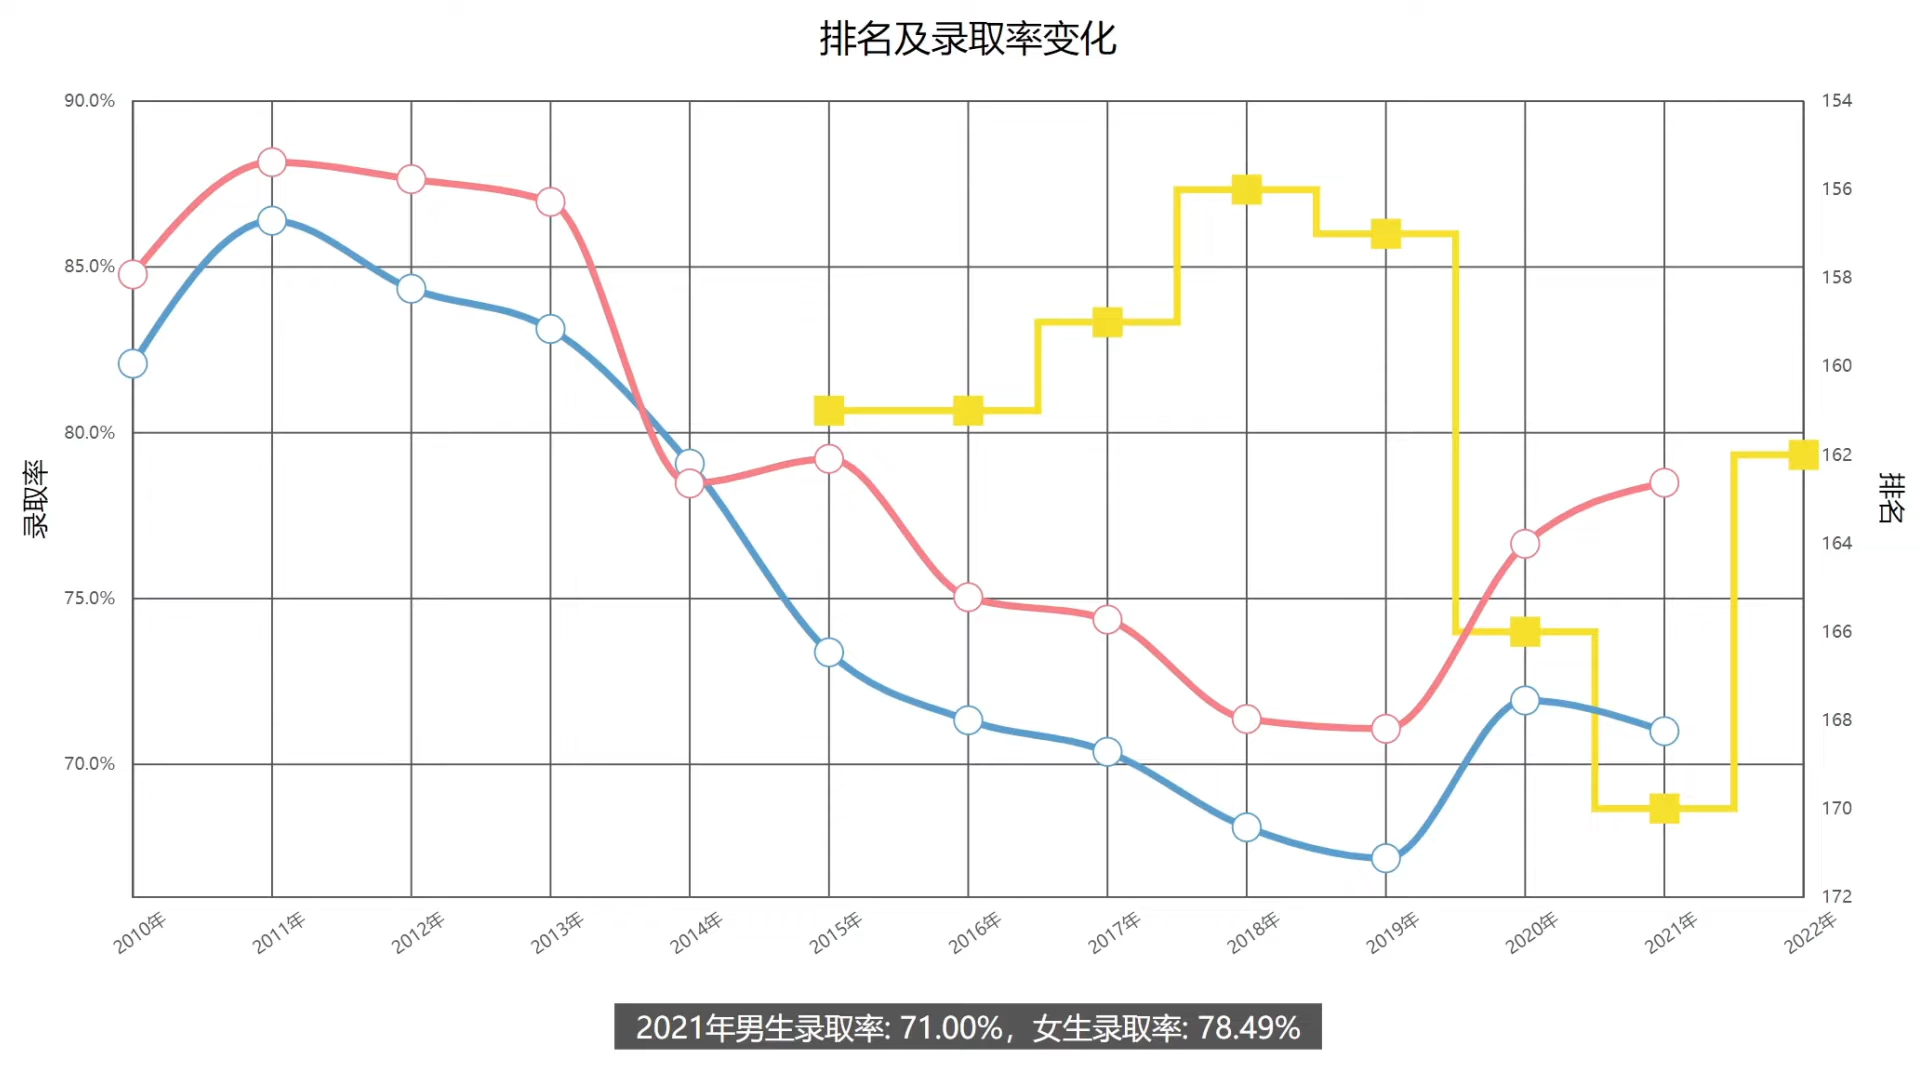 排名及录取率变化
90.0%
85.0%
80.0%
75.0%
70.0%
录取率
154
156
158
160
162
164
166
168
170
172
排名
2010年
2011年
2012年
2013年
2014年
2015年
2016年
2017年
2018年
2019年
2020年
2021年
2022年
2021年男生录取率: 71.00%，女生录取率: 78.49%